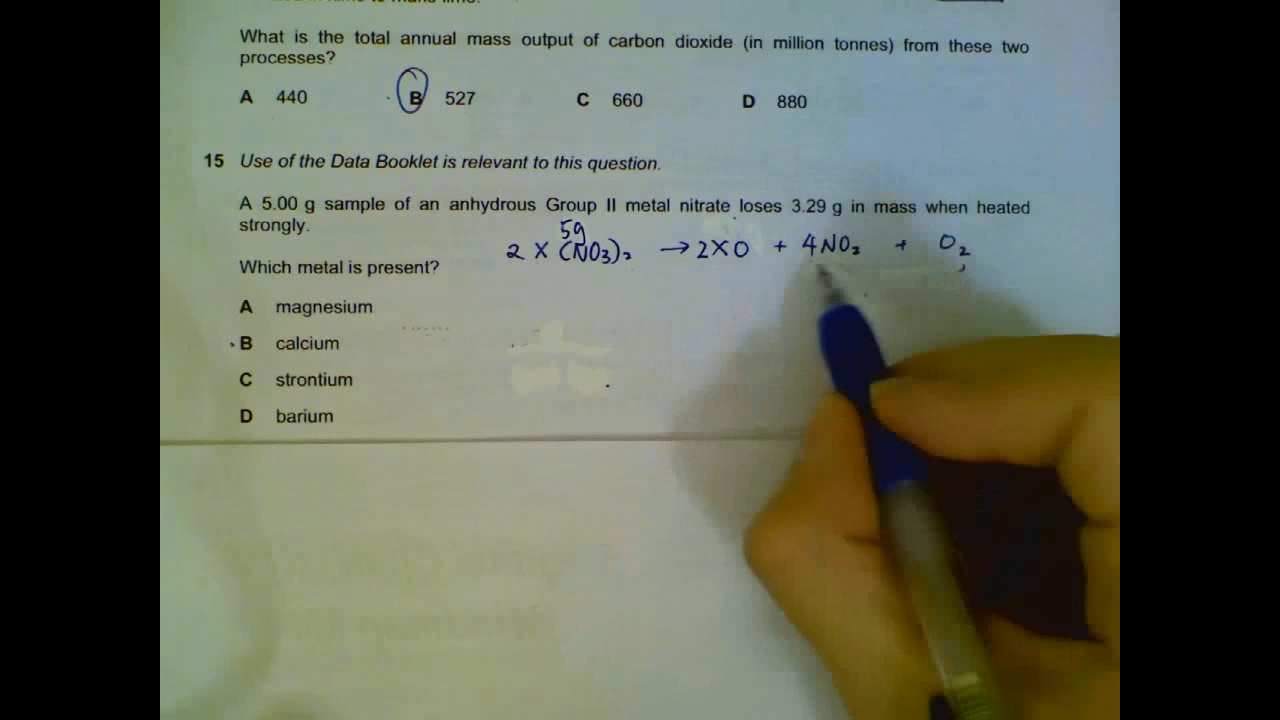 What is the total annual mass output of carbon dioxide (in million tonnes) from these two
processes?
A 440 B 527 C 660 D 880
15 Use of the Data Booklet is relevant to this question.
A 5.00 g sample of an anhydrous Group II metal nitrate loses 3.29 g in mass when heated
strongly.
5g
2 X (NO3)₂ → 2XO + 4NO₂ + O₂
Which metal is present?
A magnesium
B calcium
C strontium
D barium